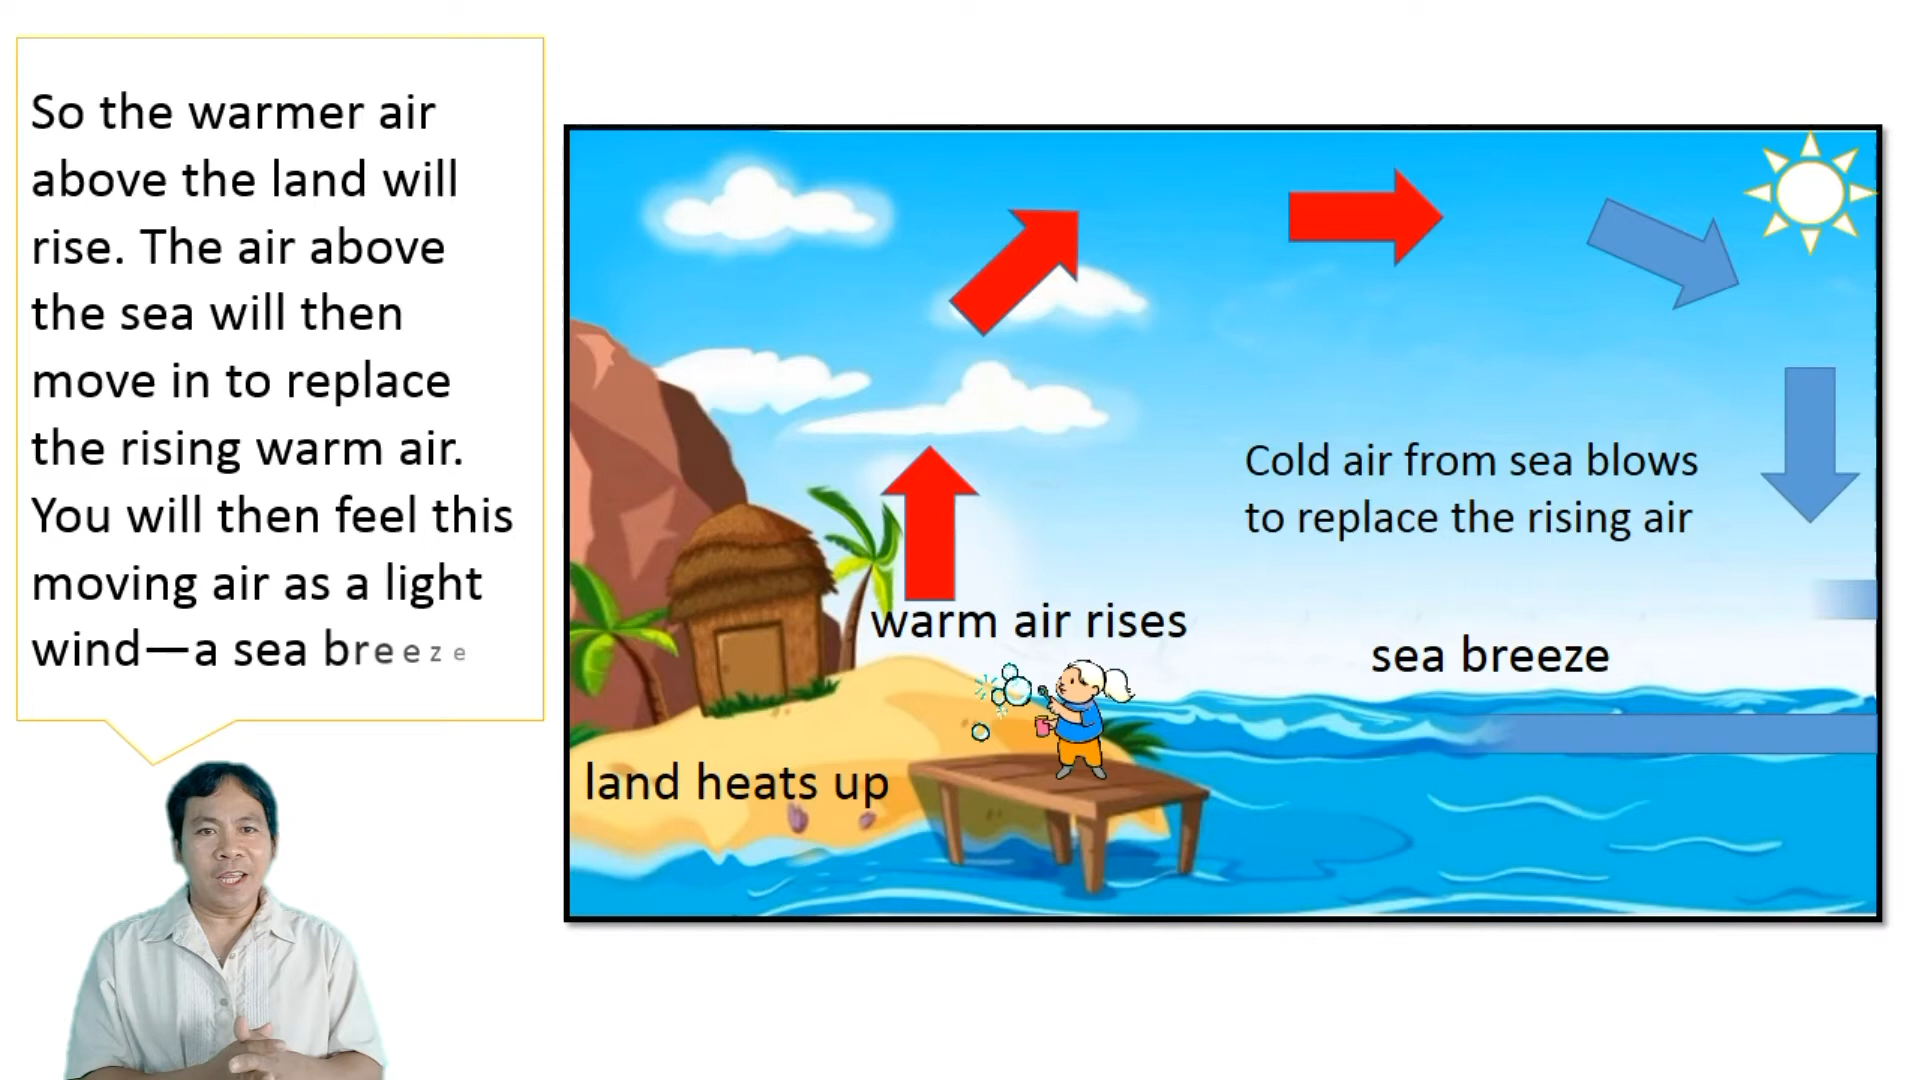 So the warmer air
above the land will
rise. The air above
the sea will then
move in to replace
the rising warm air.
You will then feel this
moving air as a light
wind—a sea breeze
Cold air from sea blows
to replace the rising air
warm air rises
sea breeze
land heats up